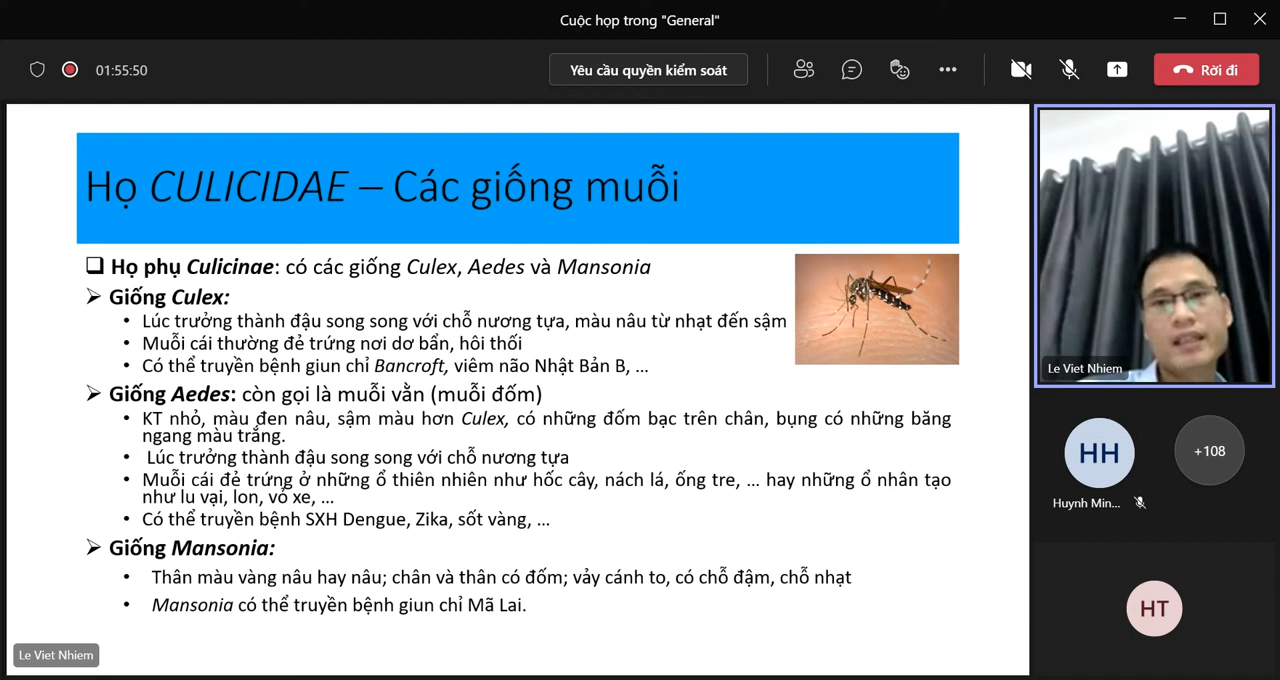 Cuộc họp trong "General"
01:55:50
Yêu cầu quyền kiểm soát
Rời đi
Họ CULICIDAE – Các giống muỗi
Họ phụ Culicinae: có các giống Culex, Aedes và Mansonia
Giống Culex:
• Lúc trưởng thành đậu song song với chỗ nương tựa, màu nâu từ nhạt đến sậm
• Muỗi cái thường đẻ trứng nơi dơ bẩn, hôi thối
• Có thể truyền bệnh giun chỉ Bancroft, viêm não Nhật Bản B, ...
Giống Aedes: còn gọi là muỗi vằn (muỗi đốm)
• KT nhỏ, màu đen nâu, sậm màu hơn Culex, có những đốm bạc trên chân, bụng có những băng
ngang màu trắng.
• Lúc trưởng thành đậu song song với chỗ nương tựa
• Muỗi cái đẻ trứng ở những ổ thiên nhiên như hốc cây, nách lá, ống tre, ... hay những ổ nhân tạo
như lu vại, lon, vỏ xe, ...
• Có thể truyền bệnh SXH Dengue, Zika, sốt vàng, ...
Giống Mansonia:
• Thân màu vàng nâu hay nâu; chân và thân có đốm; vảy cánh to, có chỗ đậm, chỗ nhạt
• Mansonia có thể truyền bệnh giun chỉ Mã Lai.
Le Viet Nhiem
Le Viet Nhiem
HH
+108
Huynh Min...
HT